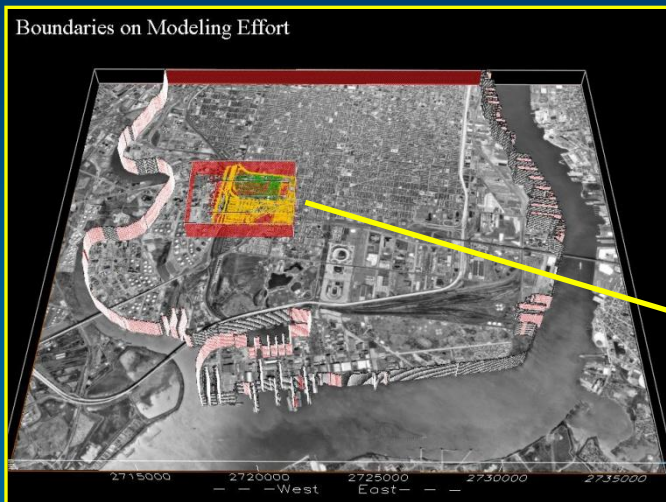 Boundaries on Modeling Effort
2715000 2720000 2725000 2730000 2735000
— — —West East— — —